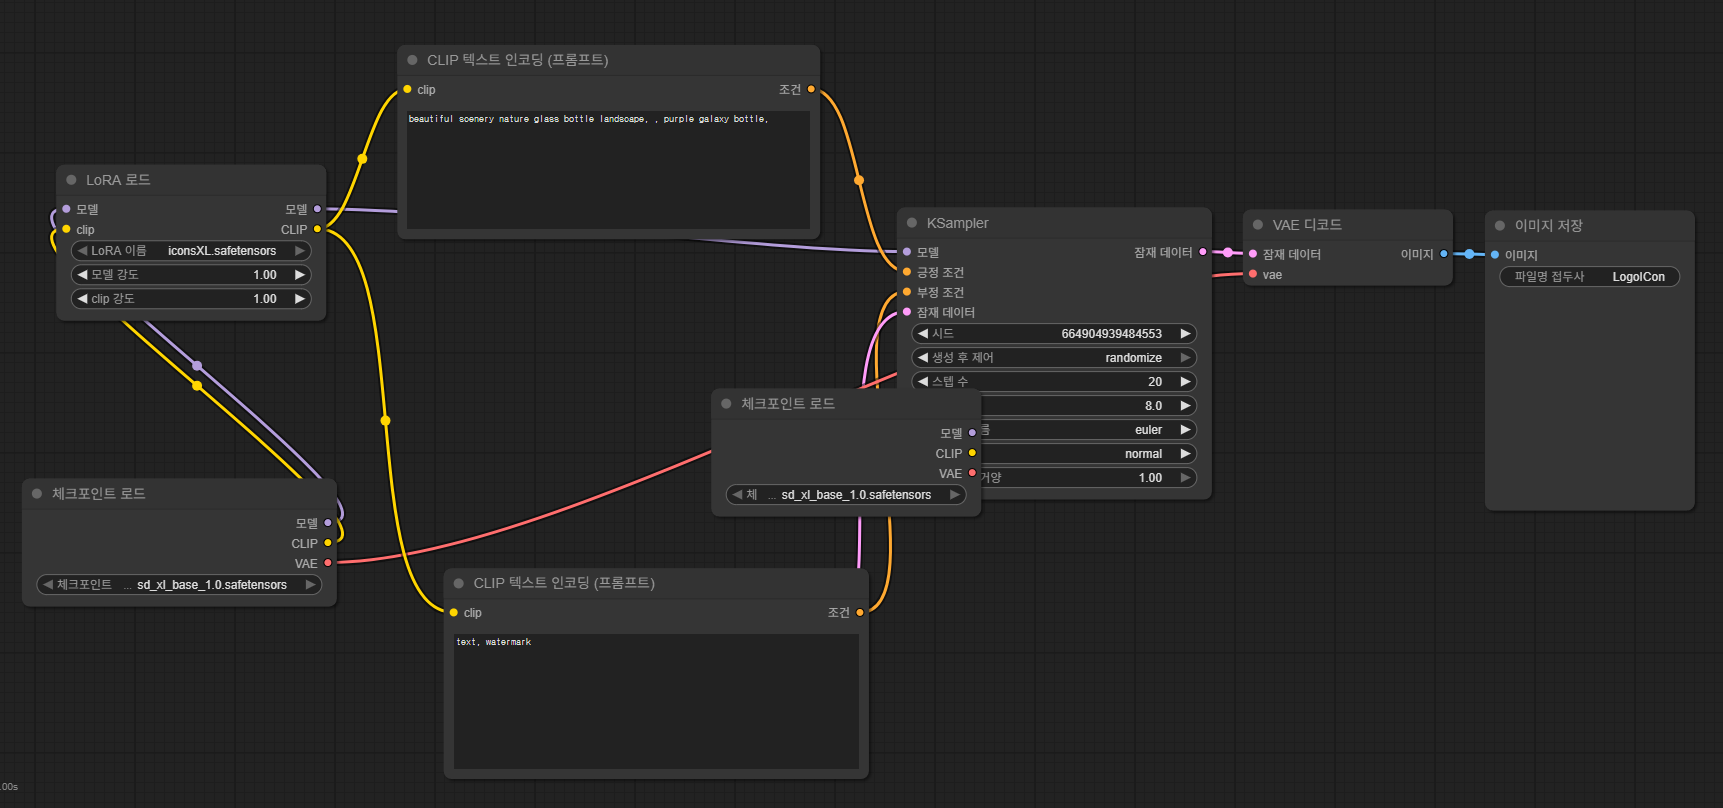 CLIP 텍스트 인코딩 (프롬프트)
clip
조건
beautiful scenery nature glass bottle landscape, , purple galaxy bottle,
LoRA 로드
모델
모델
clip
CLIP
LoRA 이름 iconsXL.safetensors
모델 강도 1.00
clip 강도 1.00
KSampler
모델
잠재 데이터
긍정 조건
부정 조건
잠재 데이터
시드 664904939484553
생성 후 제어 randomize
스텝 수 20
8.0
름 euler
normal
거양 1.00
VAE 디코드
잠재 데이터
이미지
vae
이미지 저장
이미지
파일명 접두사 LogoICon
체크포인트 로드
모델
CLIP
VAE
체 ... sd_xl_base_1.0.safetensors
체크포인트 로드
모델
CLIP
VAE
체크포인트 ... sd_xl_base_1.0.safetensors
CLIP 텍스트 인코딩 (프롬프트)
clip
조건
text, watermark
.00s